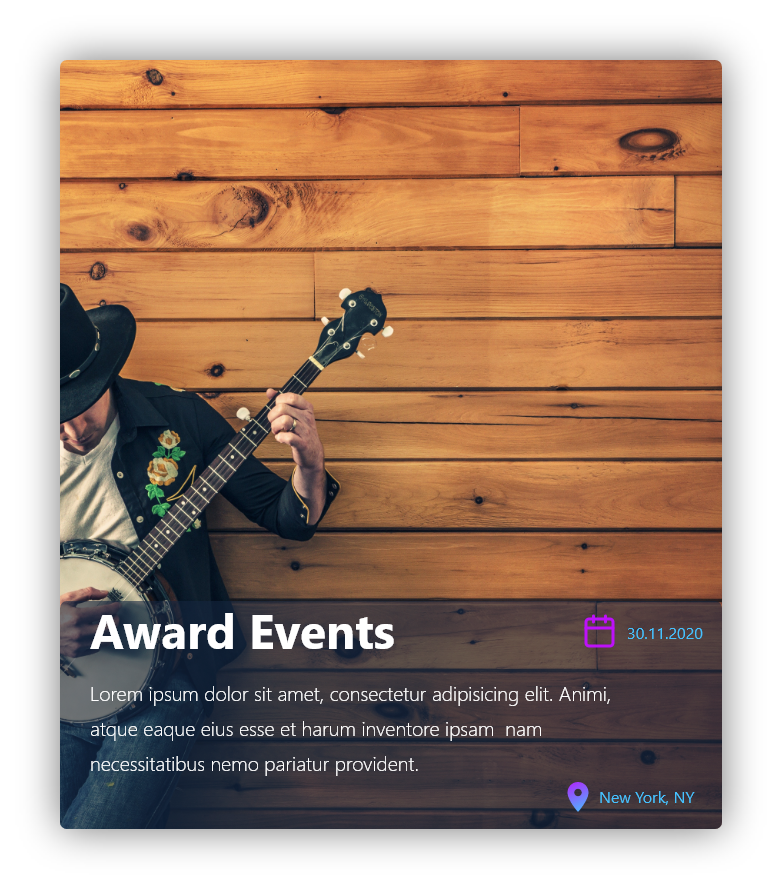 Award Events
30.11.2020
Lorem ipsum dolor sit amet, consectetur adipisicing elit. Animi,
atque eaque eius esse et harum inventore ipsam  nam
necessitatibus nemo pariatur provident.
New York, NY